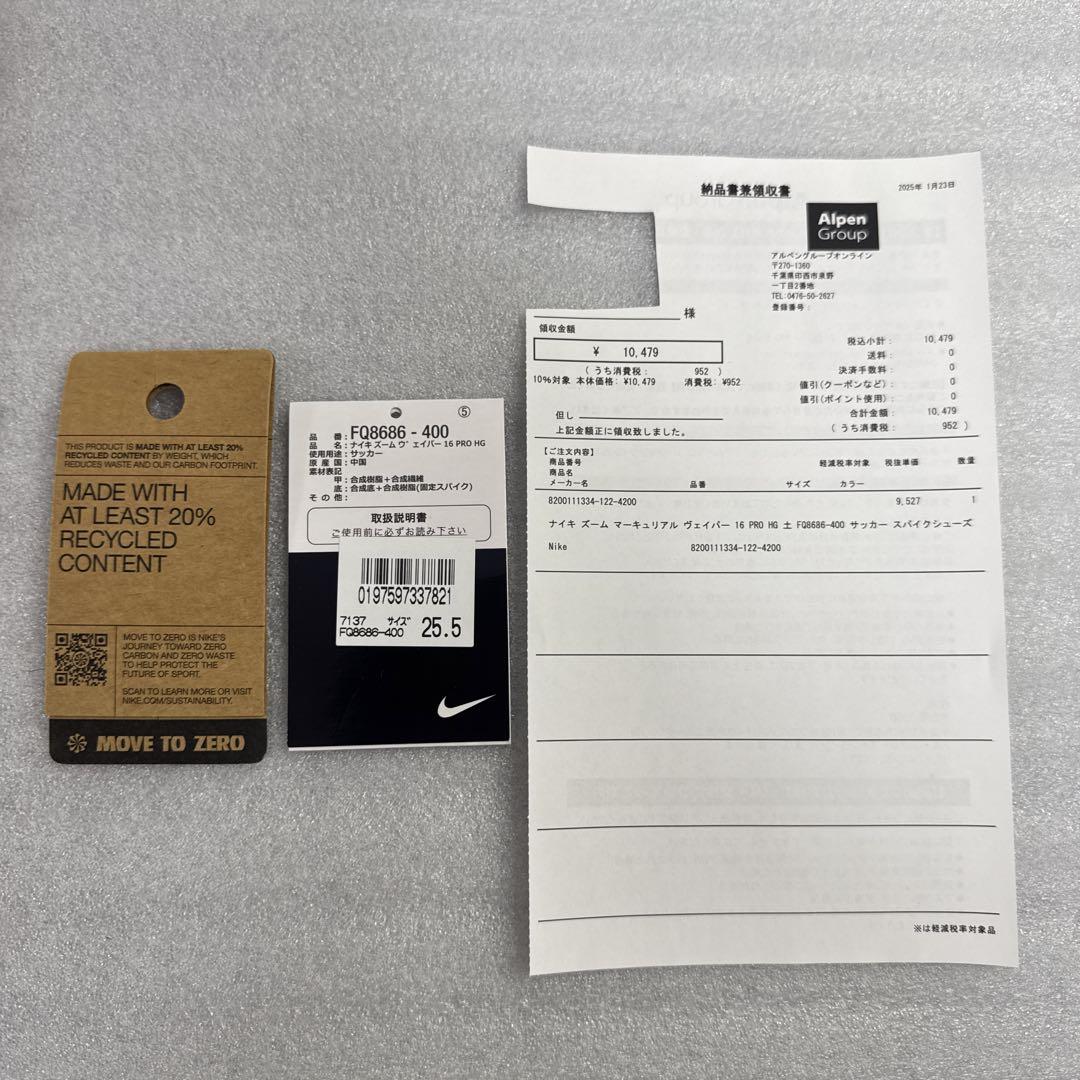 THIS PRODUCT IS MADE WITH AT LEAST 20%
RECYCLED CONTENT BY WEIGHT, WHICH
REDUCES WASTE AND OUR CARBON FOOTPRINT.
MADE WITH
AT LEAST 20%
RECYCLED
CONTENT
MOVE TO ZERO IS NIKE'S
JOURNEY TOWARD ZERO
CARBON AND ZERO WASTE
TO HELP PROTECT THE
FUTURE OF SPORT.
SCAN TO LEARN MORE OR VISIT
NIKE.COM/SUSTAINABILITY.
MOVE TO ZERO
⑤
品 番 : FQ8686 - 400
品 名 : ナイキ ズーム ヴェイパー 16 PRO HG
使用用途 : サッカー
原産国 : 中国
素材表記
甲 : 合成樹脂+合成繊維
底 : 合成底+合成樹脂(固定スパイク)
その他 :
取扱説明書
ご使用前に必ずお読み下さい
0197597337821
7137 サイズ
FQ8686-400 25.5
納品書兼領収書
2025年 1月23日
Alpen
Group
アルペングループオンライン
〒270-1360
千葉県印西市泉野
一丁目2番地
TEL:0476-50-2627
登録番号:
様
領収金額
¥ 10,479
( うち消費税: 952 )
10%対象 本体価格: ¥10,479 消費税: ¥952
但し
上記金額正に領収致しました。
税込小計: 10,479
送料: 0
決済手数料: 0
値引(クーポンなど): 0
値引(ポイント使用): 0
合計金額: 10,479
( うち消費税: 952 )
【ご注文内容】
商品番号 軽減税率対象 税抜単価 数量
商品名
メーカー名 品番 サイズ カラー
8200111334-122-4200 9,527 1
ナイキ ズーム マーキュリアル ヴェイパー 16 PRO HG 土 FQ8686-400 サッカー スパイクシューズ
Nike 8200111334-122-4200
※は軽減税率対象品